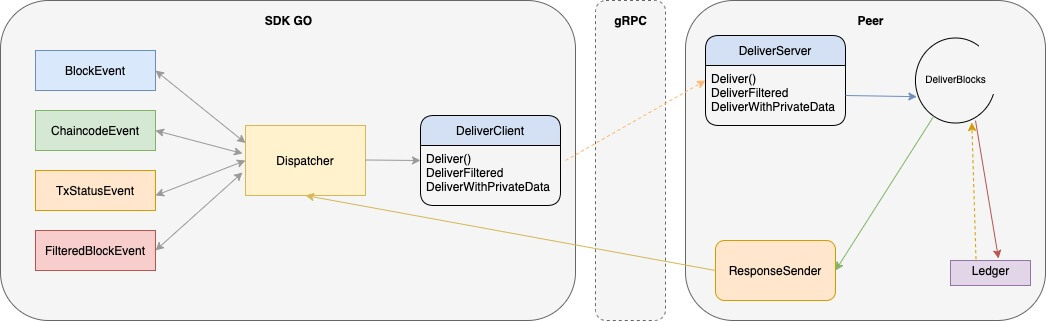 SDK GO
BlockEvent
ChaincodeEvent
TxStatusEvent
FilteredBlockEvent
Dispatcher
DeliverClient
Deliver()
DeliverFiltered
DeliverWithPrivateData
gRPC
Peer
DeliverServer
Deliver()
DeliverFiltered
DeliverWithPrivateData
DeliverBlocks
ResponseSender
Ledger